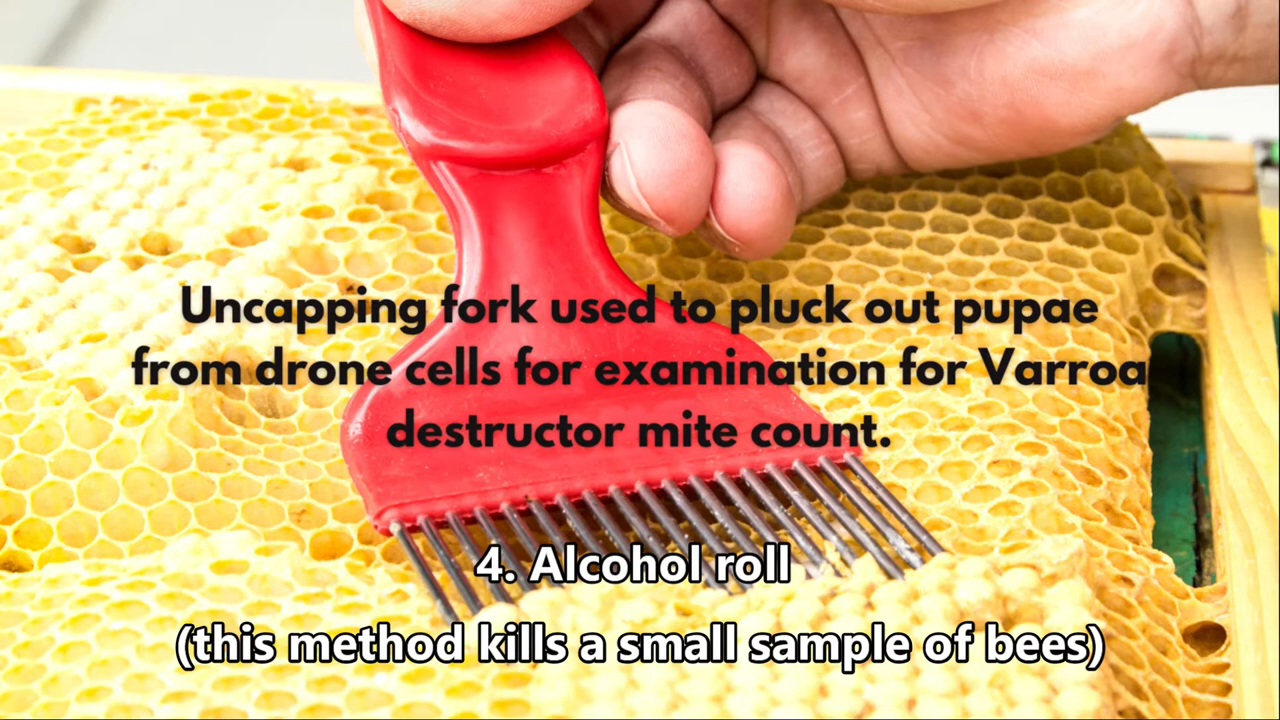 Uncapping fork used to pluck out pupae
from drone cells for examination for Varroa
destructor mite count.
4. Alcohol roll
(this method kills a small sample of bees)